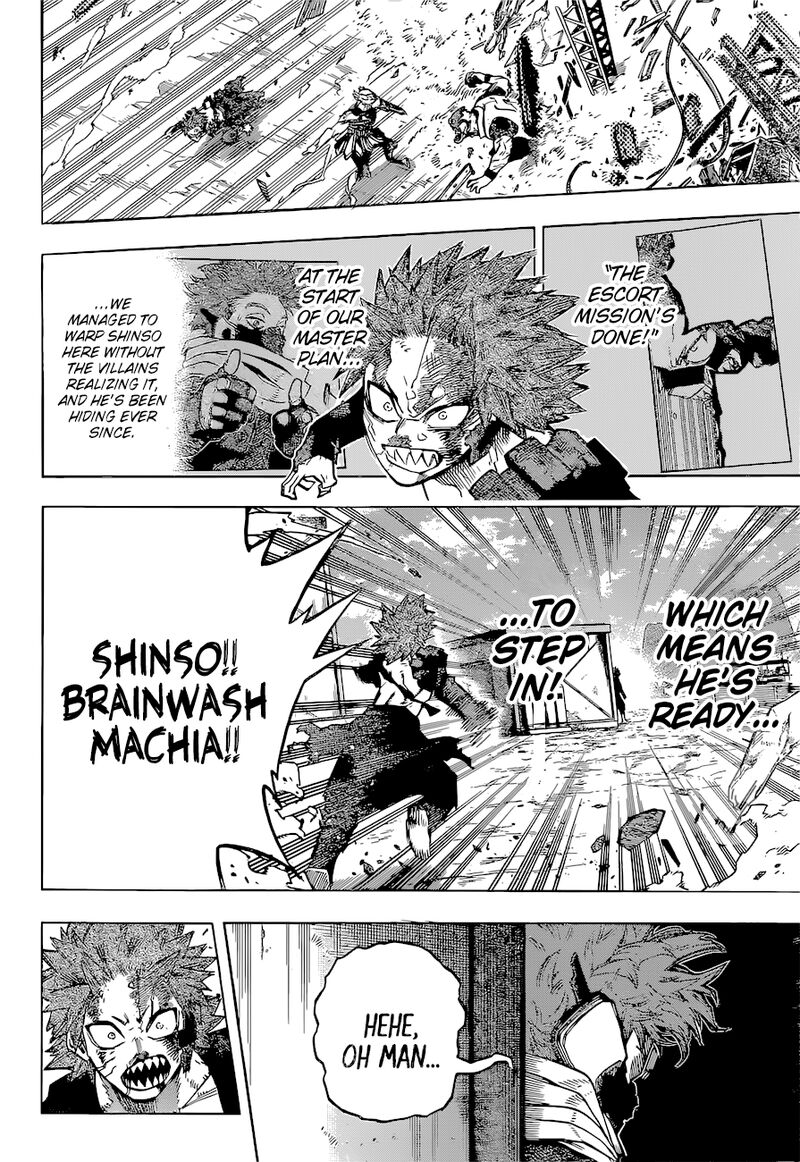 "THE
ESCORT
MISSION'S
DONE!"
AT THE
START
OF OUR
MASTER
PLAN...
...WE
MANAGED TO
WARP SHINSO
HERE WITHOUT
THE VILLAINS
REALIZING IT,
AND HE'S BEEN
HIDING EVER
SINCE.
WHICH
MEANS
HE'S
READY...
...TO
STEP
IN!
SHINSO!!
BRAINWASH
MACHIA!!
HEHE,
OH MAN...